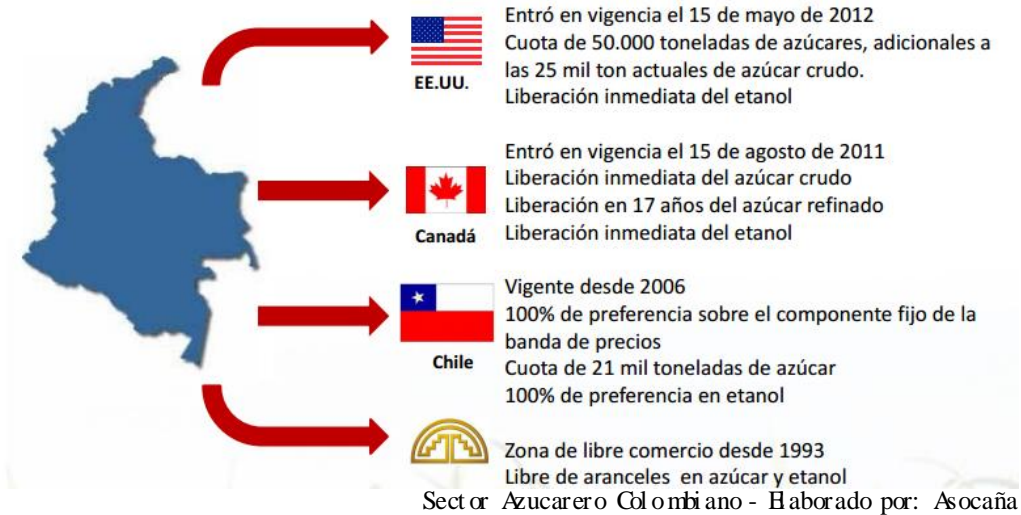 Entró en vigencia el 15 de mayo de 2012
Cuota de 50.000 toneladas de azúcares, adicionales a
las 25 mil ton actuales de azúcar crudo.
Liberación inmediata del etanol
EE.UU.
Entró en vigencia el 15 de agosto de 2011
Liberación inmediata del azúcar crudo
Liberación en 17 años del azúcar refinado
Liberación inmediata del etanol
Canadá
Vigente desde 2006
100% de preferencia sobre el componente fijo de la
banda de precios
Cuota de 21 mil toneladas de azúcar
100% de preferencia en etanol
Chile
Zona de libre comercio desde 1993
Libre de aranceles en azúcar y etanol
Sector Azucarero Colombiano - Elaborado por: Asocaña